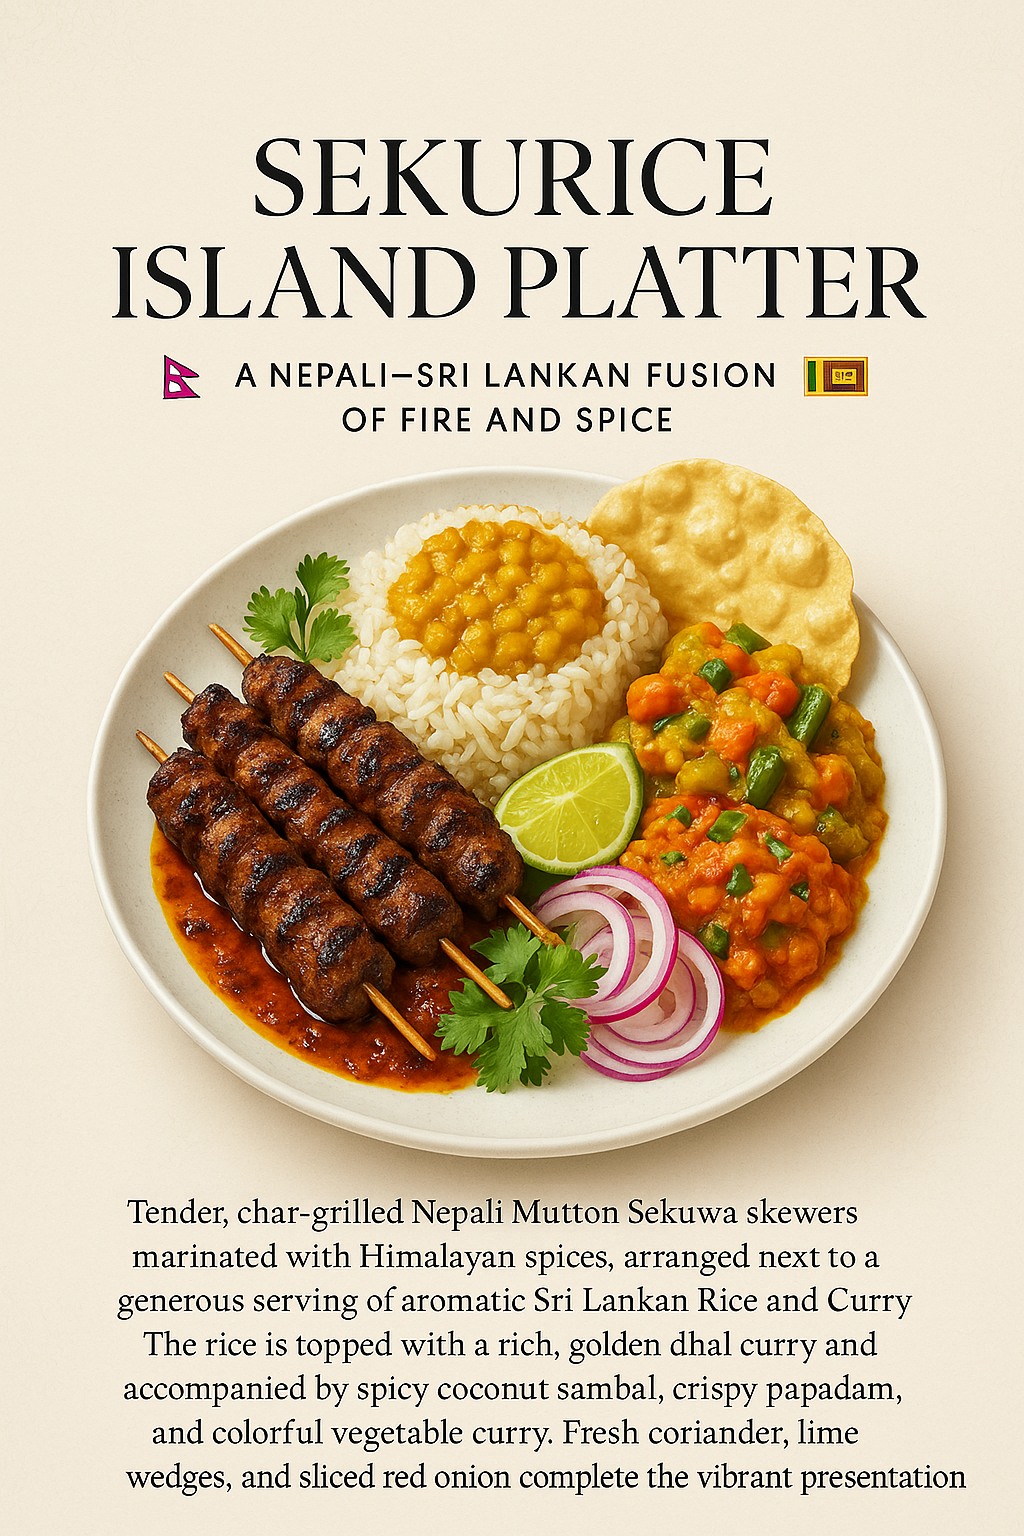 SEKURICE
ISLAND PLATTER
A NEPALI–SRI LANKAN FUSION
OF FIRE AND SPICE
Tender, char-grilled Nepali Mutton Sekuwa skewers
marinated with Himalayan spices, arranged next to a
generous serving of aromatic Sri Lankan Rice and Curry
The rice is topped with a rich, golden dhal curry and
accompanied by spicy coconut sambal, crispy papadam,
and colorful vegetable curry. Fresh coriander, lime
wedges, and sliced red onion complete the vibrant presentation